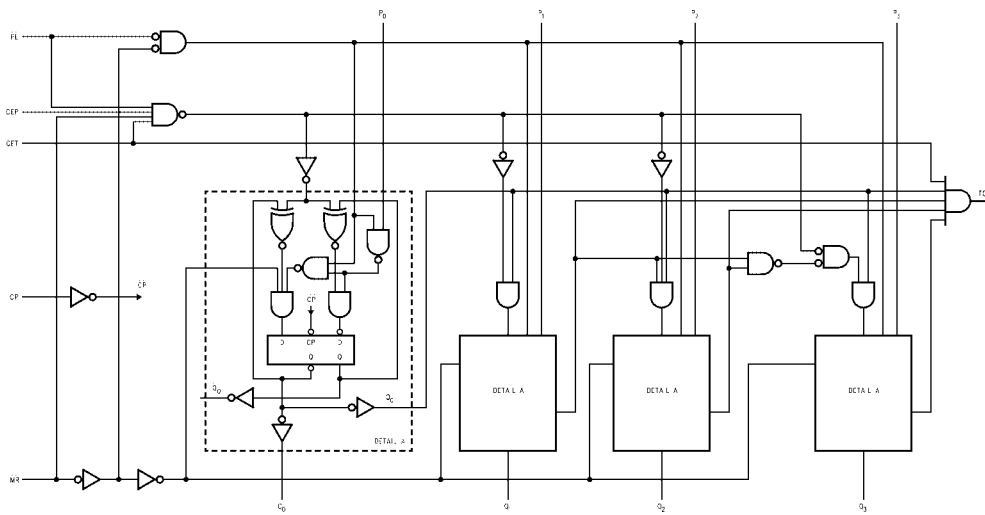 P0
P1
P2
P3
PE
CEP
CET
TC
CP
CP
CP
D CP D
Q Q
Q0
Q0
DETAIL A
DETAIL A
DETAIL A
DETAIL A
MR
Q0
Q1
Q2
Q3